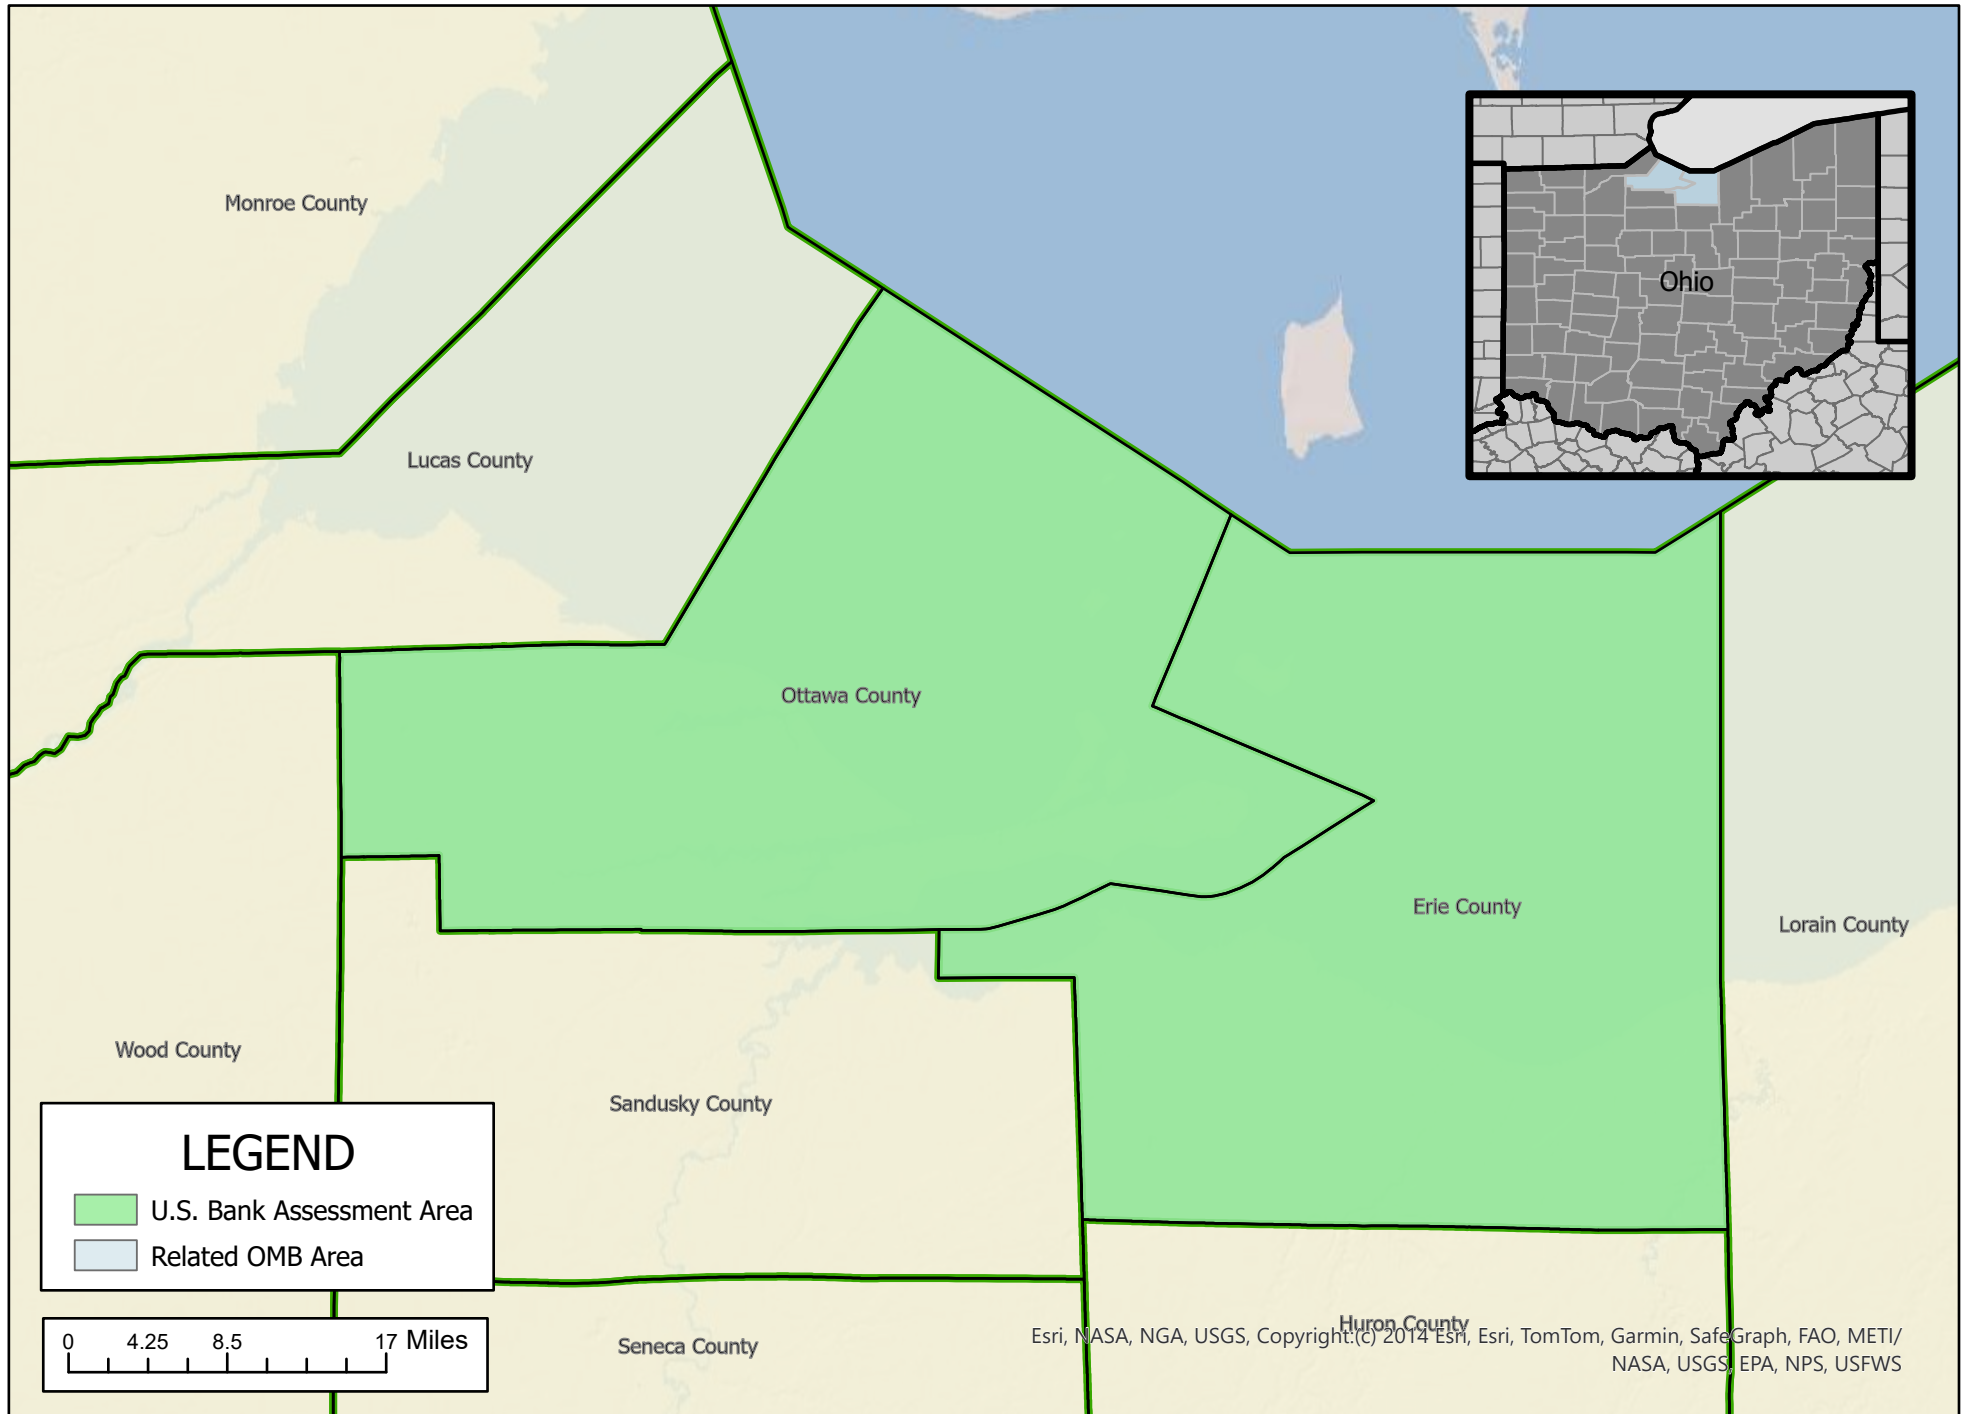 Monroe County
Ohio
Lucas County
Ottawa County
Erie County
Lorain County
Wood County
Sandusky County
LEGEND
U.S. Bank Assessment Area
Related OMB Area
0 4.25 8.5 17 Miles
Seneca County
Huron County
Esri, NASA, NGA, USGS, Copyright:(c) 2014 Esri, Esri, TomTom, Garmin, SafeGraph, FAO, METI/
NASA, USGS, EPA, NPS, USFWS